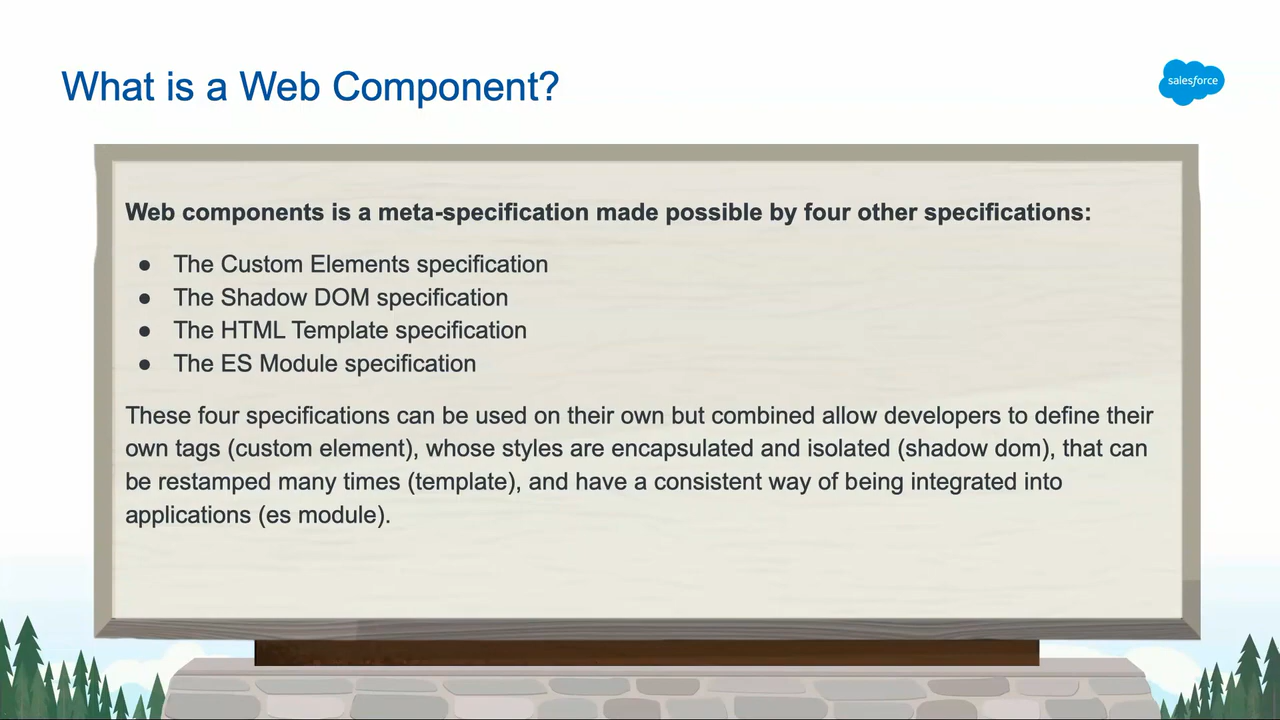 What is a Web Component?
salesforce
Web components is a meta-specification made possible by four other specifications:
● The Custom Elements specification
● The Shadow DOM specification
● The HTML Template specification
● The ES Module specification
These four specifications can be used on their own but combined allow developers to define their
own tags (custom element), whose styles are encapsulated and isolated (shadow dom), that can
be restamped many times (template), and have a consistent way of being integrated into
applications (es module).